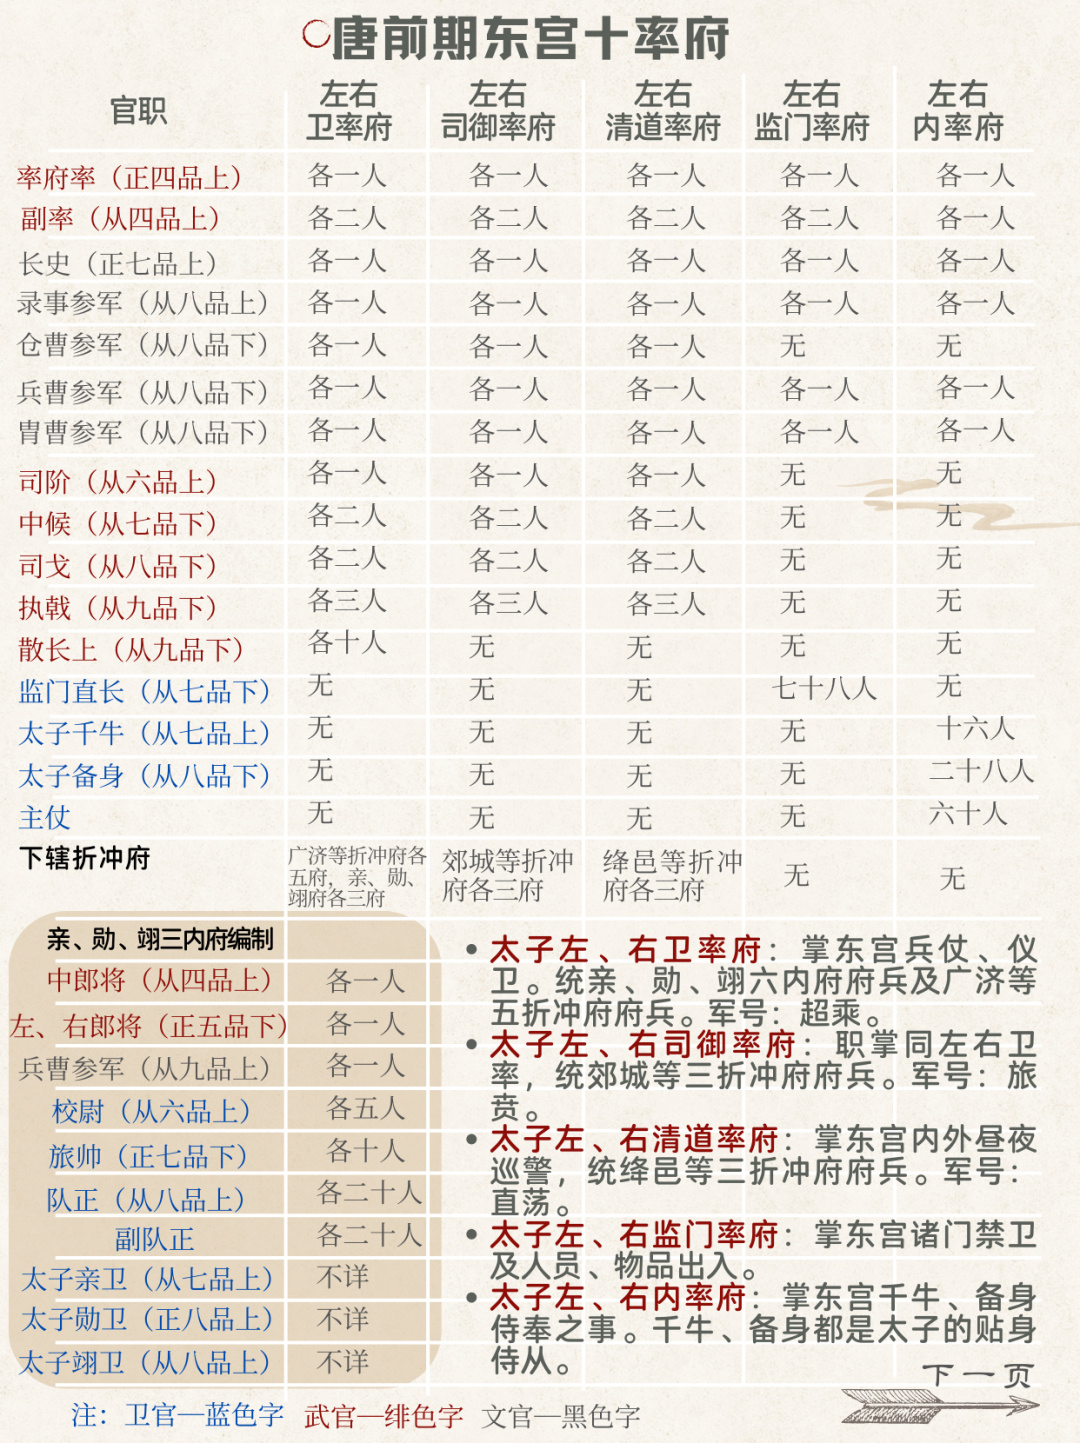 唐前期东宫十率府
官职 左右卫率府 左右司御率府 左右清道率府 左右监门率府 左右内率府
率府率（正四品上） 各一人 各一人 各一人 各一人 各一人
副率（从四品上） 各二人 各二人 各二人 各二人 各一人
长史（正七品上） 各一人 各一人 各一人 各一人 各一人
录事参军（从八品上） 各一人 各一人 各一人 各一人 各一人
仓曹参军（从八品下） 各一人 各一人 各一人 无 无
兵曹参军（从八品下） 各一人 各一人 各一人 各一人 各一人
胄曹参军（从八品下） 各一人 各一人 各一人 各一人 各一人
司阶（从六品上） 各一人 各一人 各一人 无 无
中候（从七品下） 各二人 各二人 各二人 无 无
司戈（从八品下） 各二人 各二人 各二人 无 无
执戟（从九品下） 各三人 各三人 各三人 无 无
散长上（从九品下） 各十人 无 无 无 无
监门直长（从七品下） 无 无 无 七十八人 无
太子千牛（从七品上） 无 无 无 无 十六人
太子备身（从八品下） 无 无 无 无 二十八人
主仗 无 无 无 无 六十人
下辖折冲府 广济等折冲府各五府，亲、勋、翊府各三府 郊城等折冲府各三府 绛邑等折冲府各三府 无 无
亲、勋、翊三内府编制
中郎将（从四品上） 各一人
左、右郎将（正五品下） 各一人
兵曹参军（从九品上） 各一人
校尉（从六品上） 各五人
旅帅（正七品下） 各十人
队正（从八品上） 各二十人
副队正 各二十人
太子亲卫（从七品上） 不详
太子勋卫（正八品上） 不详
太子翊卫（从八品上） 不详
太子左、右卫率府：掌东宫兵仗、仪
卫。统亲、勋、翊六内府府兵及广济等
五折冲府府兵。军号：超乘。
太子左、右司御率府：职掌同左右卫
率，统郊城等三折冲府府兵。军号：旅
贲。
太子左、右清道率府：掌东宫内外昼夜
巡警，统绛邑等三折冲府府兵。军号：
直荡。
太子左、右监门率府：掌东宫诸门禁卫
及人员、物品出入。
太子左、右内率府：掌东宫千牛、备身
侍奉之事。千牛、备身都是太子的贴身
侍从。
下一页
注：卫官—蓝色字 武官—绯色字 文官—黑色字